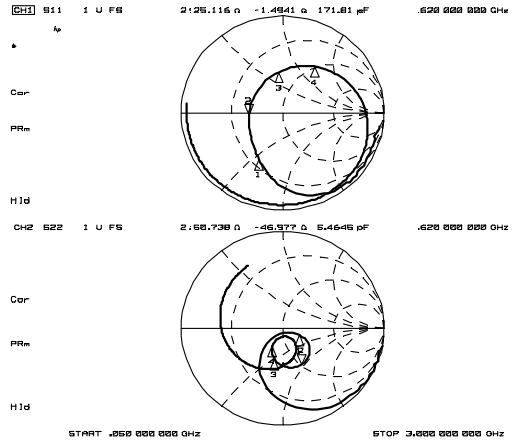 CH1 S11 1 U FS 2:25.116 Ω -1.4941 Ω 171.81 pF .620 000 000 GHz
hp
Cor
PRm
Hld
2
3
4
1
CH2 S22 1 U FS 2:60.738 Ω -46.977 Ω 5.4645 pF .620 000 000 GHz
Cor
PRm
Hld
2
3
START .050 000 000 GHz STOP 3.000 000 000 GHz